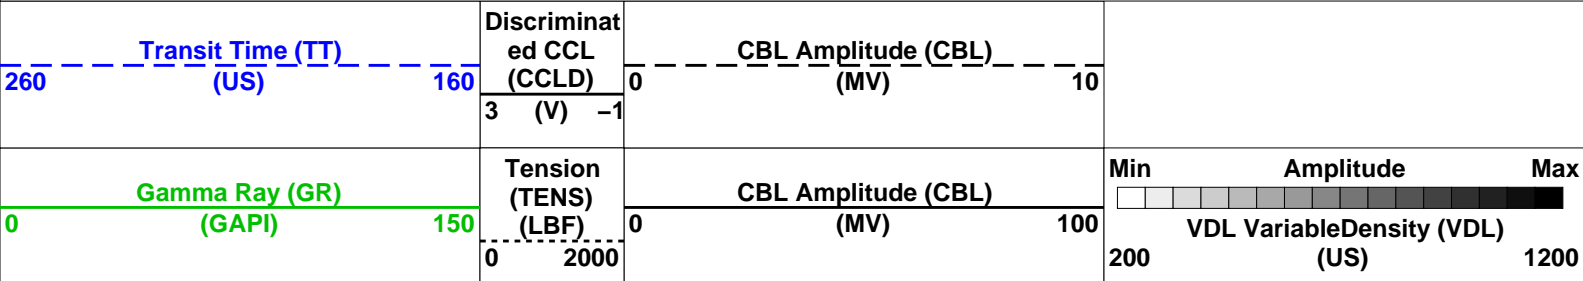 Transit Time (TT)
260 (US) 160
Discriminat
ed CCL
(CCLD)
3 (V) −1
CBL Amplitude (CBL)
0 (MV) 10
Gamma Ray (GR)
0 (GAPI) 150
Tension
(TENS)
(LBF)
0 2000
CBL Amplitude (CBL)
0 (MV) 100
Min Amplitude Max
VDL VariableDensity (VDL)
200 (US) 1200